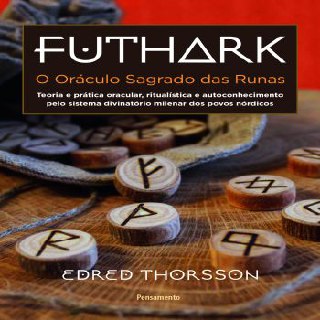 FUTHARK
O Oráculo Sagrado das Runas
Teoria e prática oracular, ritualística e autoconhecimento
pelo sistema divinatório milenar dos povos nórdicos
EDRED THORSSON
Pensamento